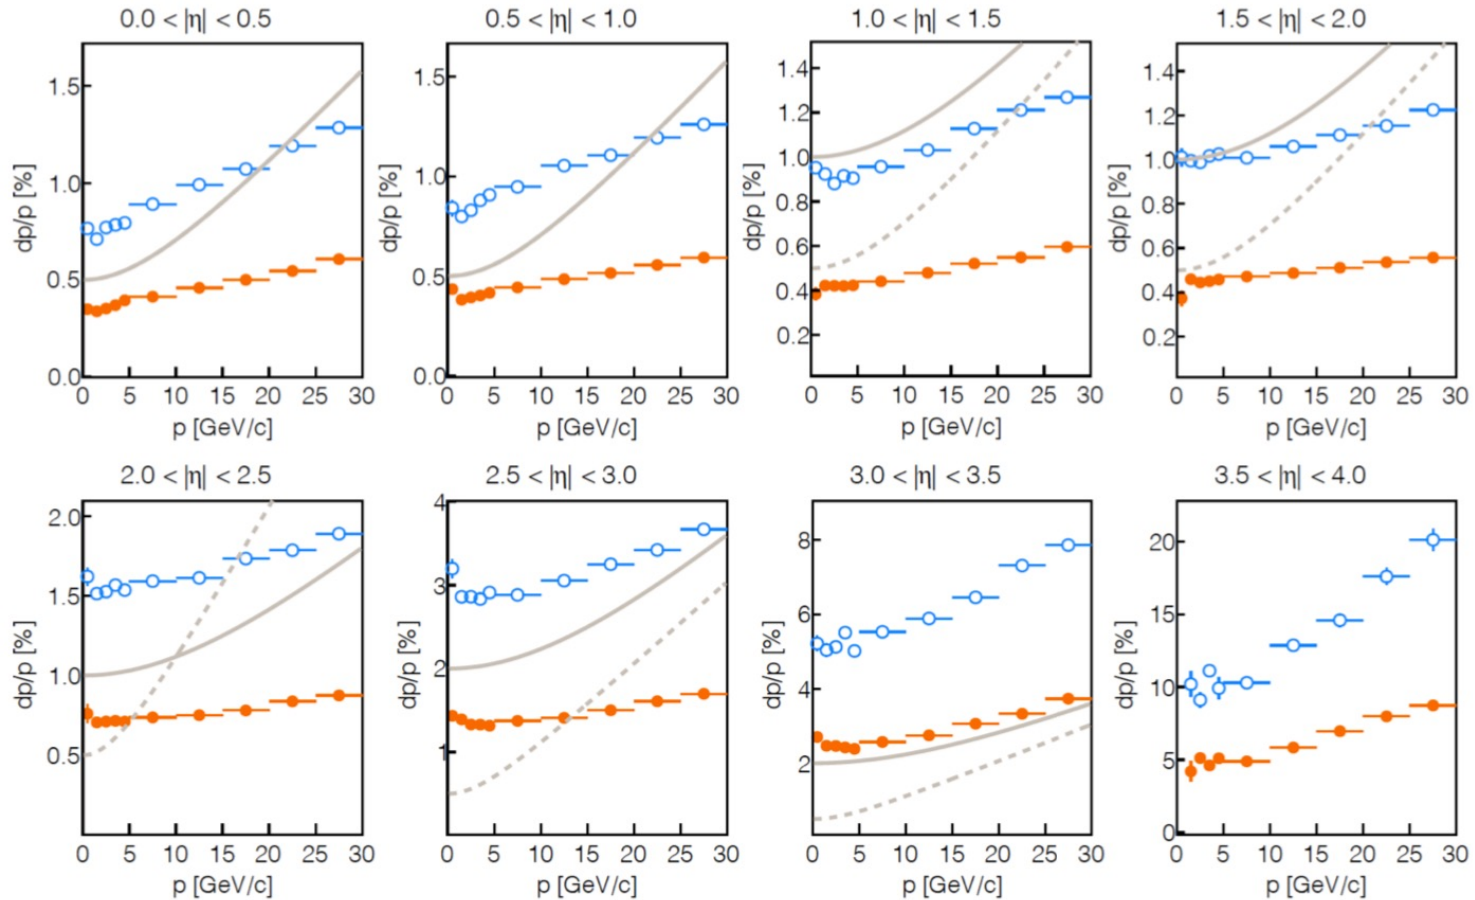 0.0 < |η| < 0.5
0.5 < |η| < 1.0
1.0 < |η| < 1.5
1.5 < |η| < 2.0
dp/p [%]
1.5
1.0
0.5
0.0
0 5 10 15 20 25 30
p [GeV/c]
dp/p [%]
1.5
1.0
0.5
0.0
0 5 10 15 20 25 30
p [GeV/c]
dp/p [%]
1.4
1.2
1.0
0.8
0.6
0.4
0.2
0 5 10 15 20 25 30
p [GeV/c]
dp/p [%]
1.4
1.2
1.0
0.8
0.6
0.4
0.2
0 5 10 15 20 25 30
p [GeV/c]
2.0 < |η| < 2.5
2.5 < |η| < 3.0
3.0 < |η| < 3.5
3.5 < |η| < 4.0
dp/p [%]
2.0
1.5
1.0
0.5
0 5 10 15 20 25 30
p [GeV/c]
dp/p [%]
4
3
2
1
0 5 10 15 20 25 30
p [GeV/c]
dp/p [%]
8
6
4
2
0 5 10 15 20 25 30
p [GeV/c]
dp/p [%]
20
15
10
5
0
0 5 10 15 20 25 30
p [GeV/c]